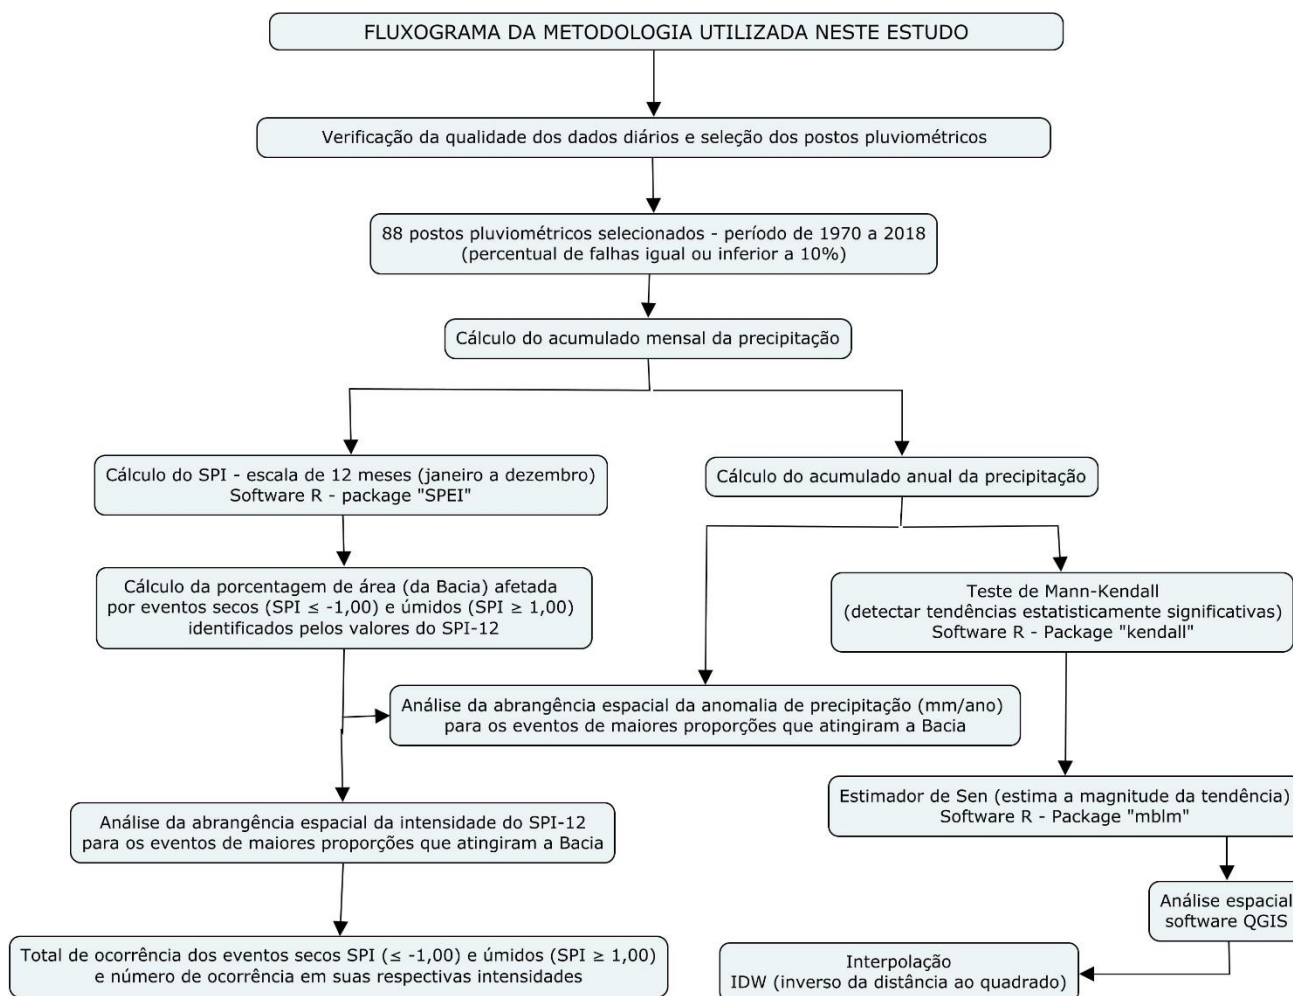 FLUXOGRAMA DA METODOLOGIA UTILIZADA NESTE ESTUDO
Verificação da qualidade dos dados diários e seleção dos postos pluviométricos
88 postos pluviométricos selecionados - período de 1970 a 2018
(percentual de falhas igual ou inferior a 10%)
Cálculo do acumulado mensal da precipitação
Cálculo do SPI - escala de 12 meses (janeiro a dezembro)
Software R - package "SPEI"
Cálculo do acumulado anual da precipitação
Cálculo da porcentagem de área (da Bacia) afetada
por eventos secos (SPI ≤ -1,00) e úmidos (SPI ≥ 1,00)
identificados pelos valores do SPI-12
Teste de Mann-Kendall
(detectar tendências estatisticamente significativas)
Software R - Package "kendall"
Análise da abrangência espacial da anomalia de precipitação (mm/ano)
para os eventos de maiores proporções que atingiram a Bacia
Estimador de Sen (estima a magnitude da tendência)
Software R - Package "mblm"
Análise da abrangência espacial da intensidade do SPI-12
para os eventos de maiores proporções que atingiram a Bacia
Análise espacial
software QGIS
Total de ocorrência dos eventos secos SPI (≤ -1,00) e úmidos (SPI ≥ 1,00)
e número de ocorrência em suas respectivas intensidades
Interpolação
IDW (inverso da distância ao quadrado)